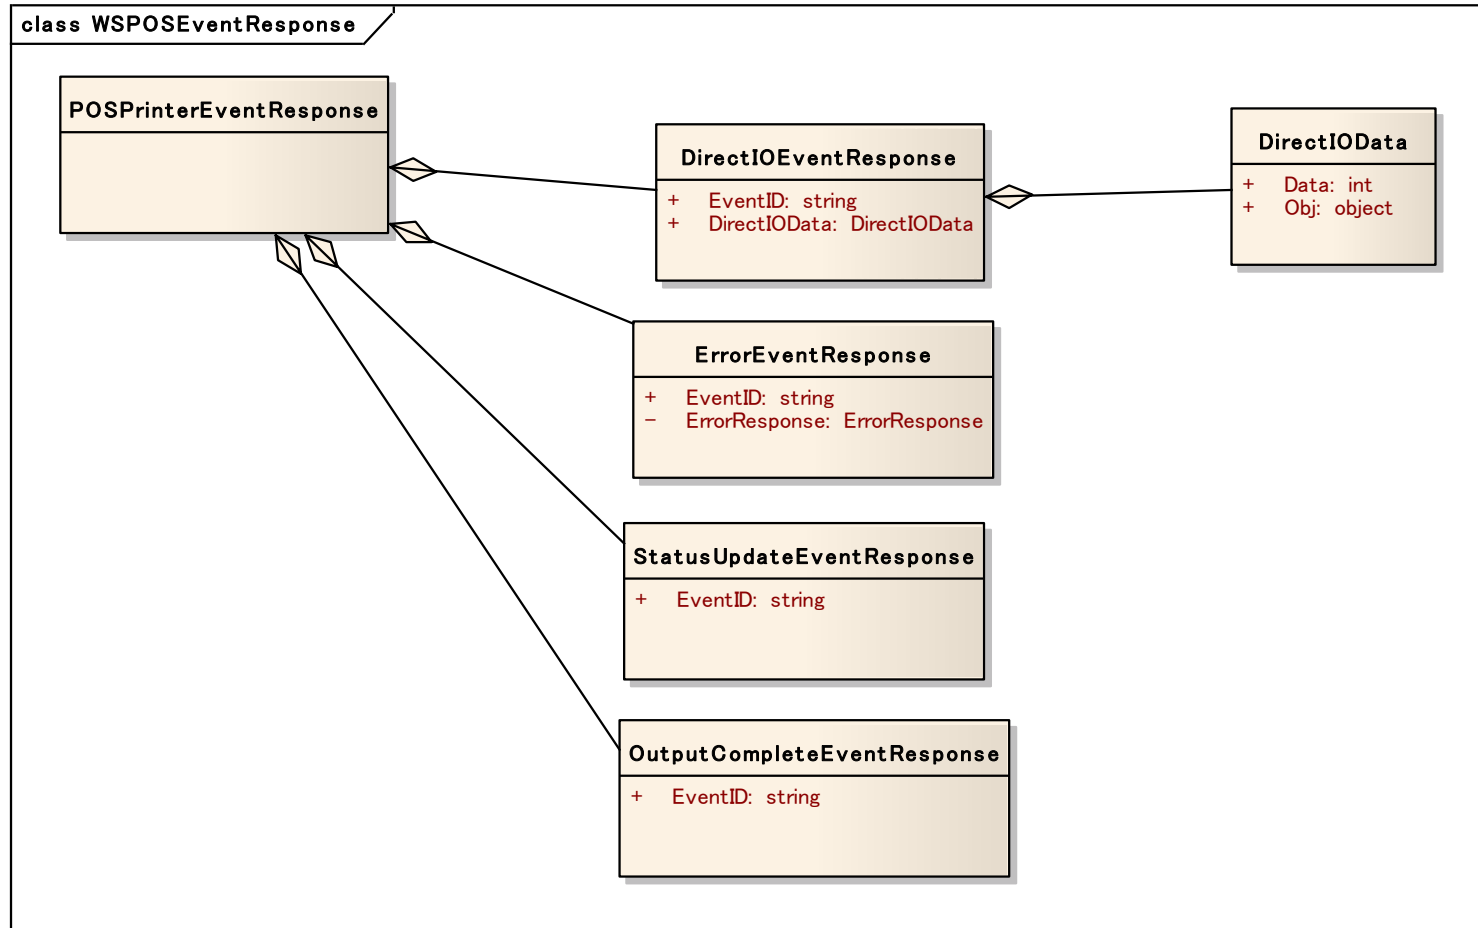 class WSPOSEventResponse
POSPrinterEventResponse
DirectIOEventResponse
+ EventID: string
+ DirectIOData: DirectIOData
DirectIOData
+ Data: int
+ Obj: object
ErrorEventResponse
+ EventID: string
- ErrorResponse: ErrorResponse
StatusUpdateEventResponse
+ EventID: string
OutputCompleteEventResponse
+ EventID: string